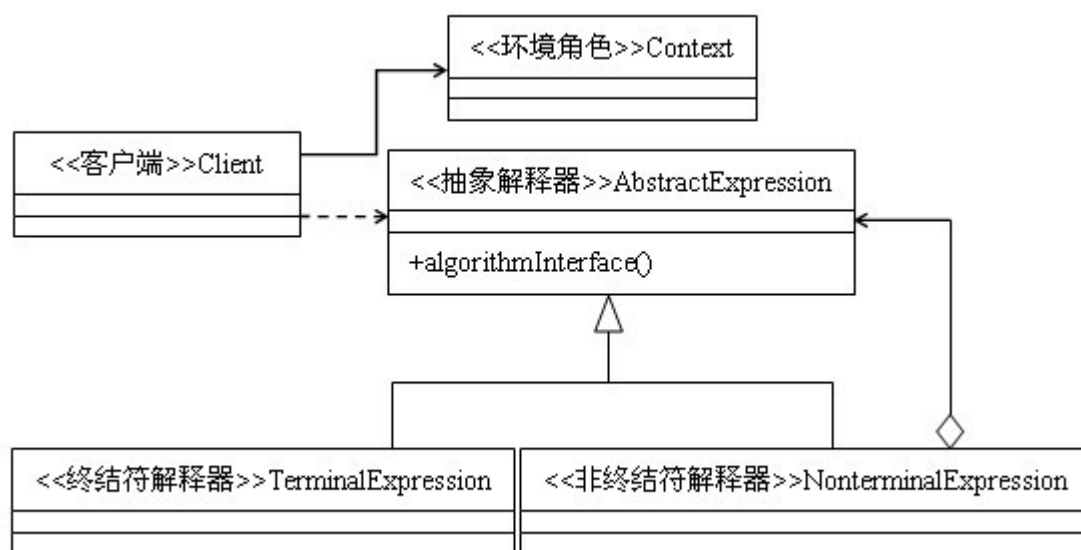 <<环境角色>>Context
<<客户端>>Client
<<抽象解释器>>AbstractExpression
+algorithmInterface()
<<终结符解释器>>TerminalExpression
<<非终结符解释器>>NonterminalExpression